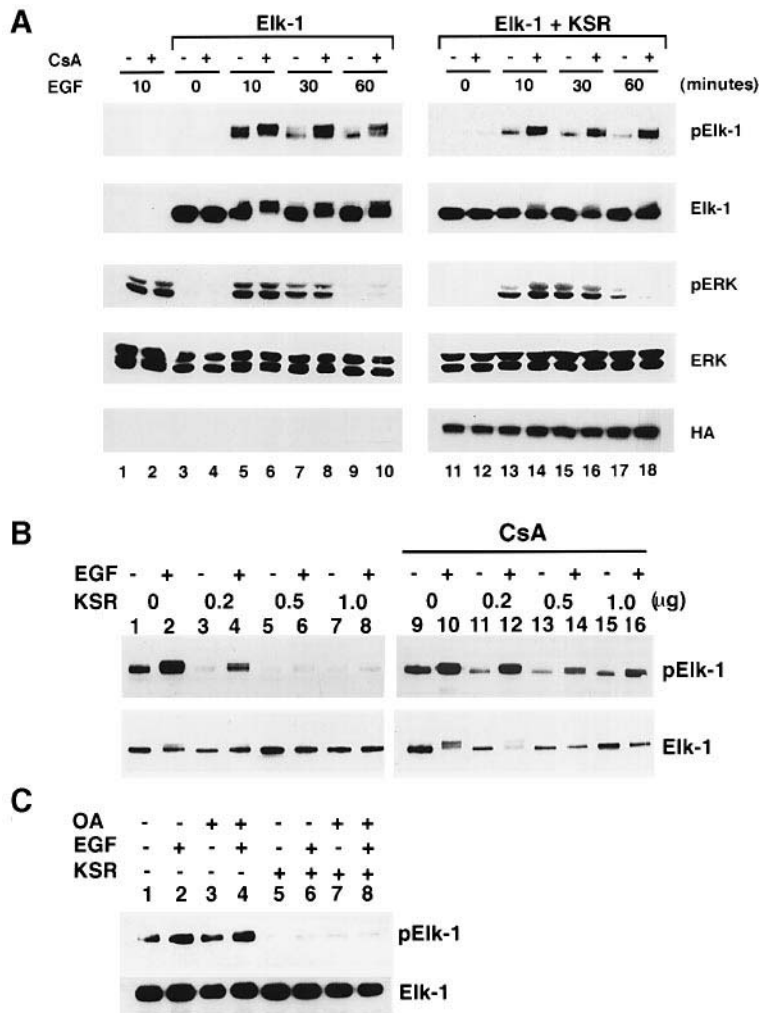 A
Elk-1
Elk-1 + KSR
CsA - + - + - + - + - + - + - + - + - +
EGF 10 0 10 30 60 0 10 30 60 (minutes)
pElk-1
Elk-1
pERK
ERK
HA
1 2 3 4 5 6 7 8 9 10 11 12 13 14 15 16 17 18
B
CsA
EGF - + - + - + - + - + - + - + - +
KSR 0 0.2 0.5 1.0 0 0.2 0.5 1.0 (μg)
1 2 3 4 5 6 7 8 9 10 11 12 13 14 15 16
pElk-1
Elk-1
C
OA - - + + - - + +
EGF - + - + - + - +
KSR - - - - + + + +
1 2 3 4 5 6 7 8
pElk-1
Elk-1